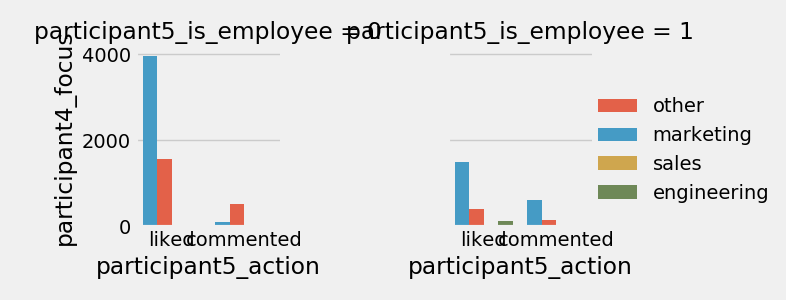 participant5_is_employee = 0
participant5_is_employee = 1
participant4_focus
4000
2000
0
liked
commented
liked
commented
participant5_action
participant5_action
other
marketing
sales
engineering